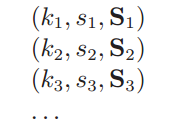 (k₁, s₁, 𝐒₁)
(k₂, s₂, 𝐒₂)
(k₃, s₃, 𝐒₃)
...